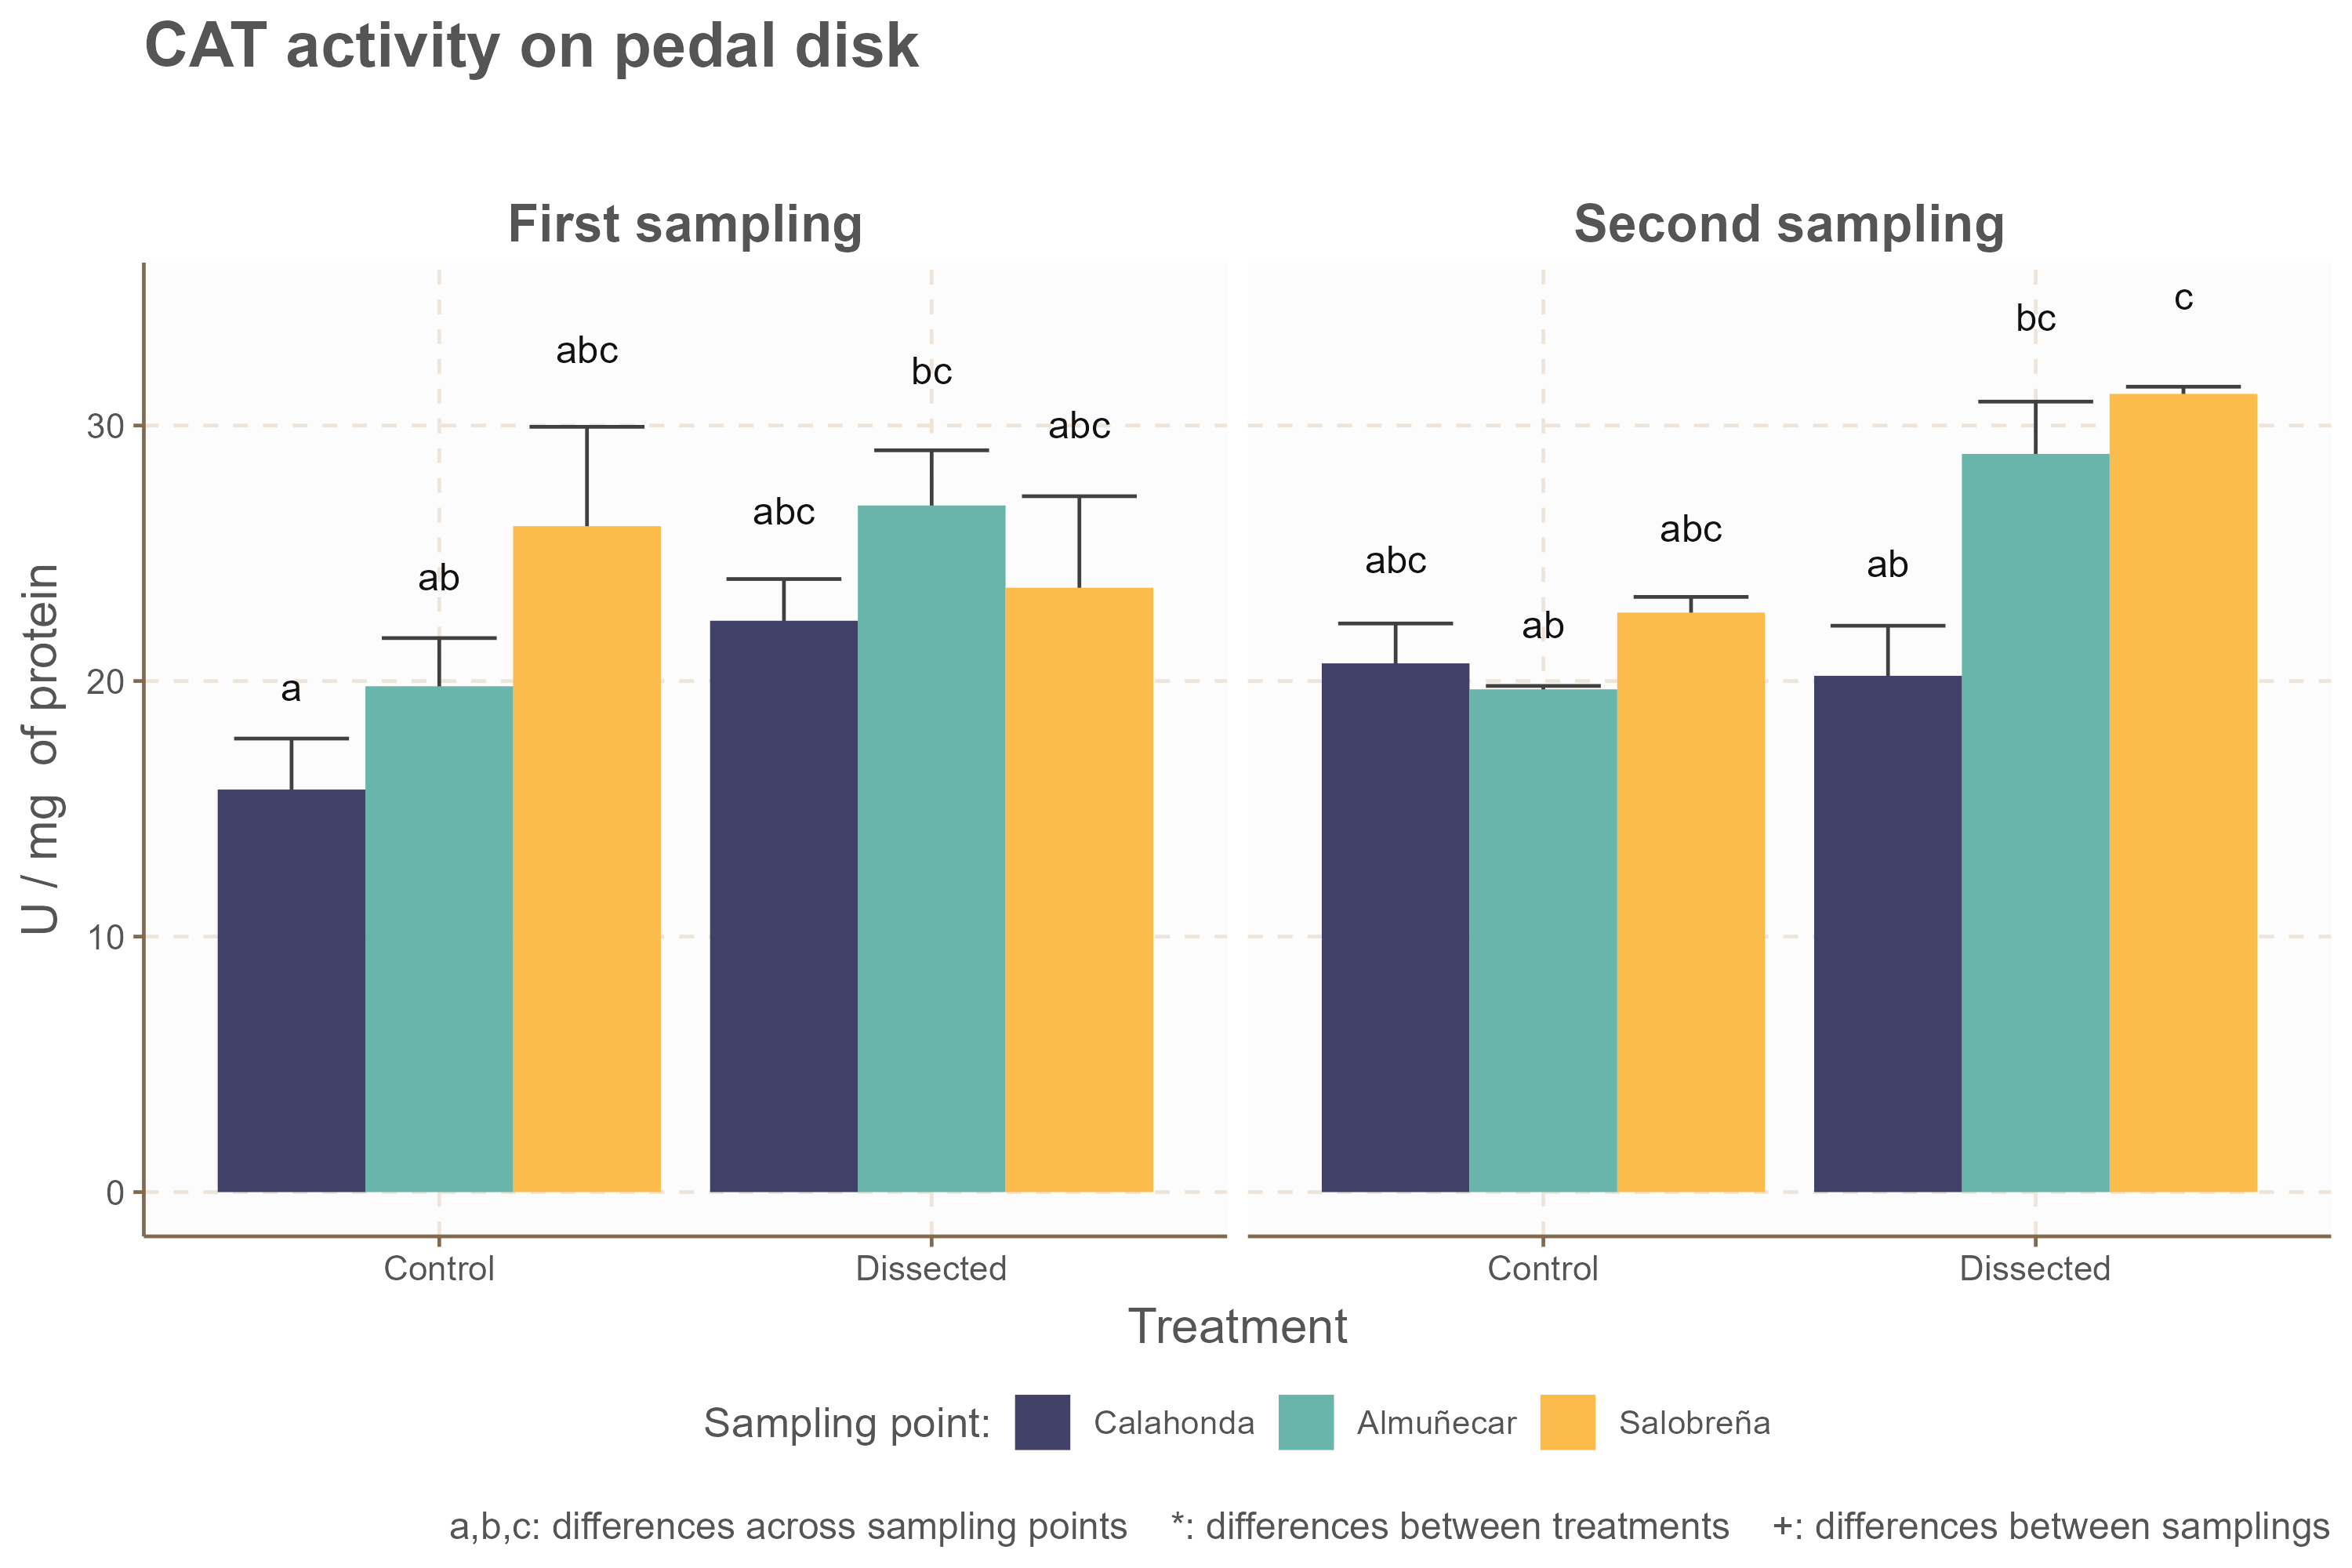 CAT activity on pedal disk
First sampling
Second sampling
U / mg  of protein
30
20
10
0
a
ab
abc
abc
bc
abc
abc
ab
abc
ab
bc
c
Control
Dissected
Control
Dissected
Treatment
Sampling point: Calahonda Almuñecar Salobreña
a,b,c: differences across sampling points   *: differences between treatments   +: differences between samplings